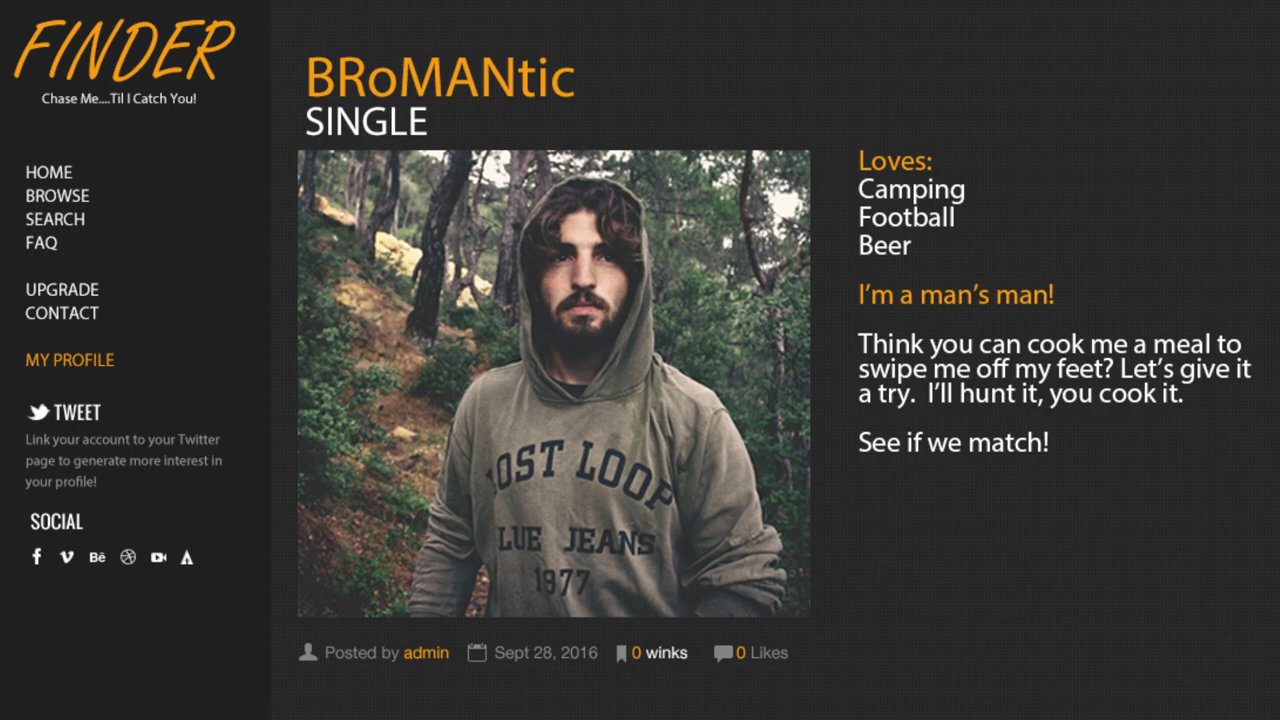 FINDER
Chase Me....Til I Catch You!
HOME
BROWSE
SEARCH
FAQ
UPGRADE
CONTACT
MY PROFILE
TWEET
Link your account to your Twitter
page to generate more interest in
your profile!
SOCIAL
Bē
BRoMANtic
SINGLE
LOST LOOP
LUE JEANS
1977
Posted by admin
Sept 28, 2016
0 winks
0 Likes
Loves:
Camping
Football
Beer
I'm a man's man!
Think you can cook me a meal to
swipe me off my feet? Let's give it
a try. I'll hunt it, you cook it.
See if we match!